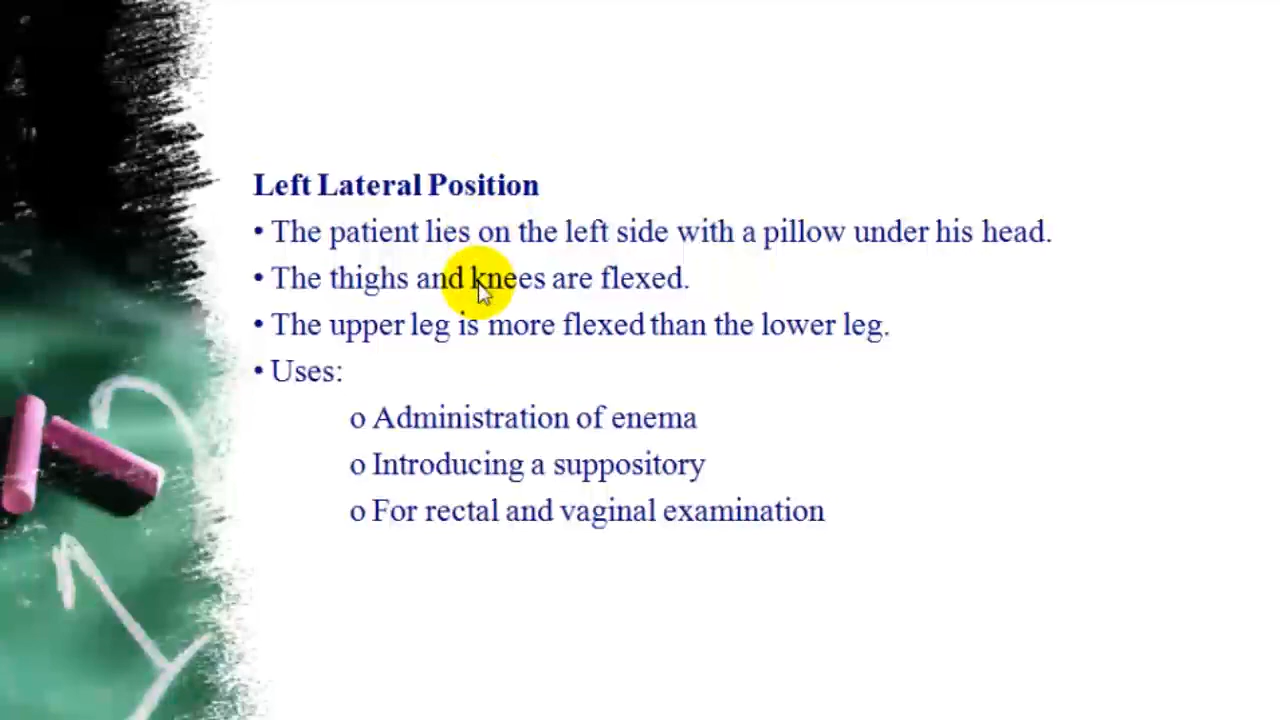 Left Lateral Position
• The patient lies on the left side with a pillow under his head.
• The thighs and knees are flexed.
• The upper leg is more flexed than the lower leg.
• Uses:
o Administration of enema
o Introducing a suppository
o For rectal and vaginal examination